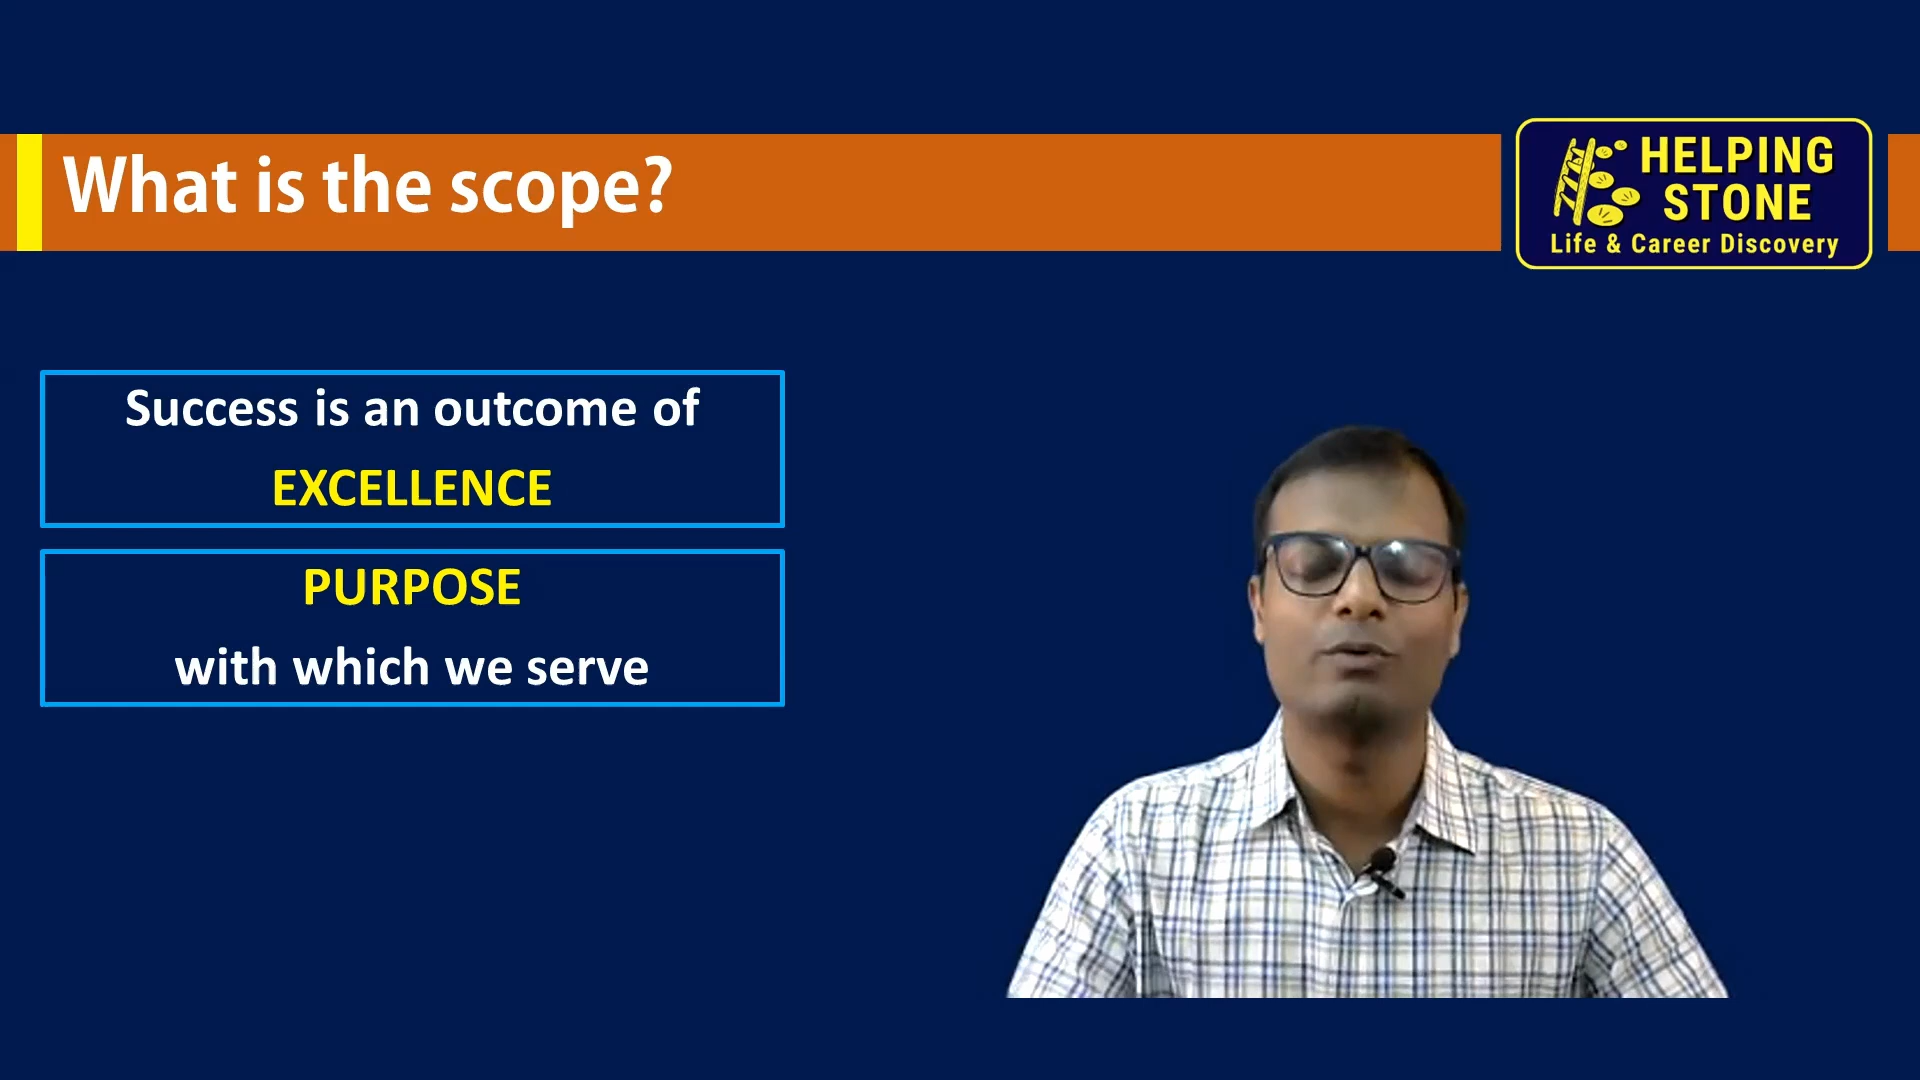 What is the scope?
HELPING
STONE
Life & Career Discovery
Success is an outcome of
EXCELLENCE
PURPOSE
with which we serve